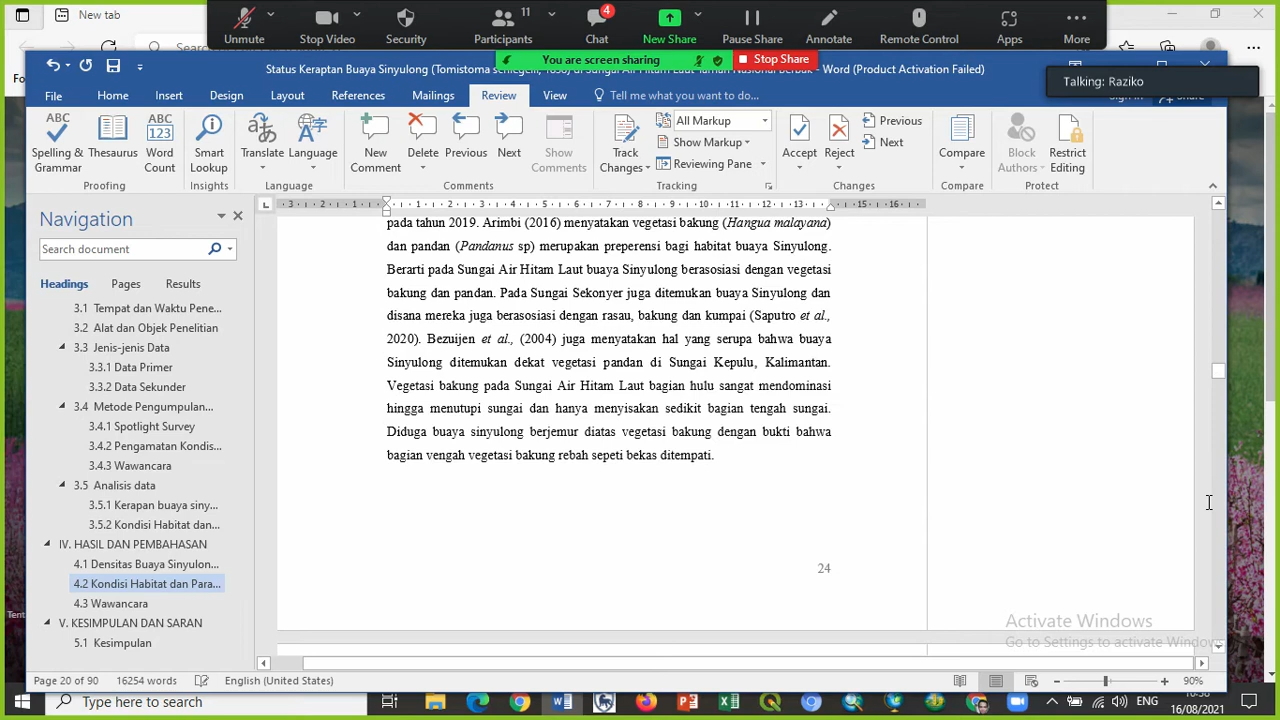 New tab
Unmute
Stop Video
Security
11
Participants
4
Chat
New Share
Pause Share
Annotate
Remote Control
Apps
More
You are screen sharing
Stop Share
Talking: Raziko
- Word (Product Activation Failed)
Status Keraptan Buaya Sinyulong (Tomistoma
File
Home
Insert
Design
Layout
References
Mailings
Review
View
Tell me what you want to do...
Spelling & Grammar
Thesaurus
Word Count
Smart Lookup
Translate
Language
New Comment
Delete
Previous
Next
Show Comments
Track Changes
All Markup
Show Markup
Reviewing Pane
Accept
Reject
Previous
Next
Compare
Block Authors
Restrict Editing
Proofing
Insights
Language
Comments
Tracking
Changes
Compare
Protect
Navigation
Search document
Headings
Pages
Results
3.1 Tempat dan Waktu Pene...
3.2 Alat dan Objek Penelitian
3.3 Jenis-jenis Data
3.3.1 Data Primer
3.3.2 Data Sekunder
3.4 Metode Pengumpulan...
3.4.1 Spotlight Survey
3.4.2 Pengamatan Kondis...
3.4.3 Wawancara
3.5 Analisis data
3.5.1 Kerapan buaya siny...
3.5.2 Kondisi Habitat dan...
IV. HASIL DAN PEMBAHASAN
4.1 Densitas Buaya Sinyulon...
4.2 Kondisi Habitat dan Para...
4.3 Wawancara
V. KESIMPULAN DAN SARAN
5.1 Kesimpulan
pada tahun 2019. Arimbi (2016) menyatakan vegetasi bakung (Hangua malayana)
dan pandan (Pandanus sp) merupakan preperensi bagi habitat buaya Sinyulong.
Berarti pada Sungai Air Hitam Laut buaya Sinyulong berasosiasi dengan vegetasi
bakung dan pandan. Pada Sungai Sekonyer juga ditemukan buaya Sinyulong dan
disana mereka juga berasosiasi dengan rasau, bakung dan kumpai (Saputro et al.,
2020). Bezuijen et al., (2004) juga menyatakan hal yang serupa bahwa buaya
Sinyulong ditemukan dekat vegetasi pandan di Sungai Kepulu, Kalimantan.
Vegetasi bakung pada Sungai Air Hitam Laut bagian hulu sangat mendominasi
hingga menutupi sungai dan hanya menyisakan sedikit bagian tengah sungai.
Diduga buaya sinyulong berjemur diatas vegetasi bakung dengan bukti bahwa
bagian vengah vegetasi bakung rebah sepeti bekas ditempati.
24
Activate Windows
Go to Settings to activate Windows
Page 20 of 90
16254 words
English (United States)
90%
Type here to search
ENG
16/08/2021